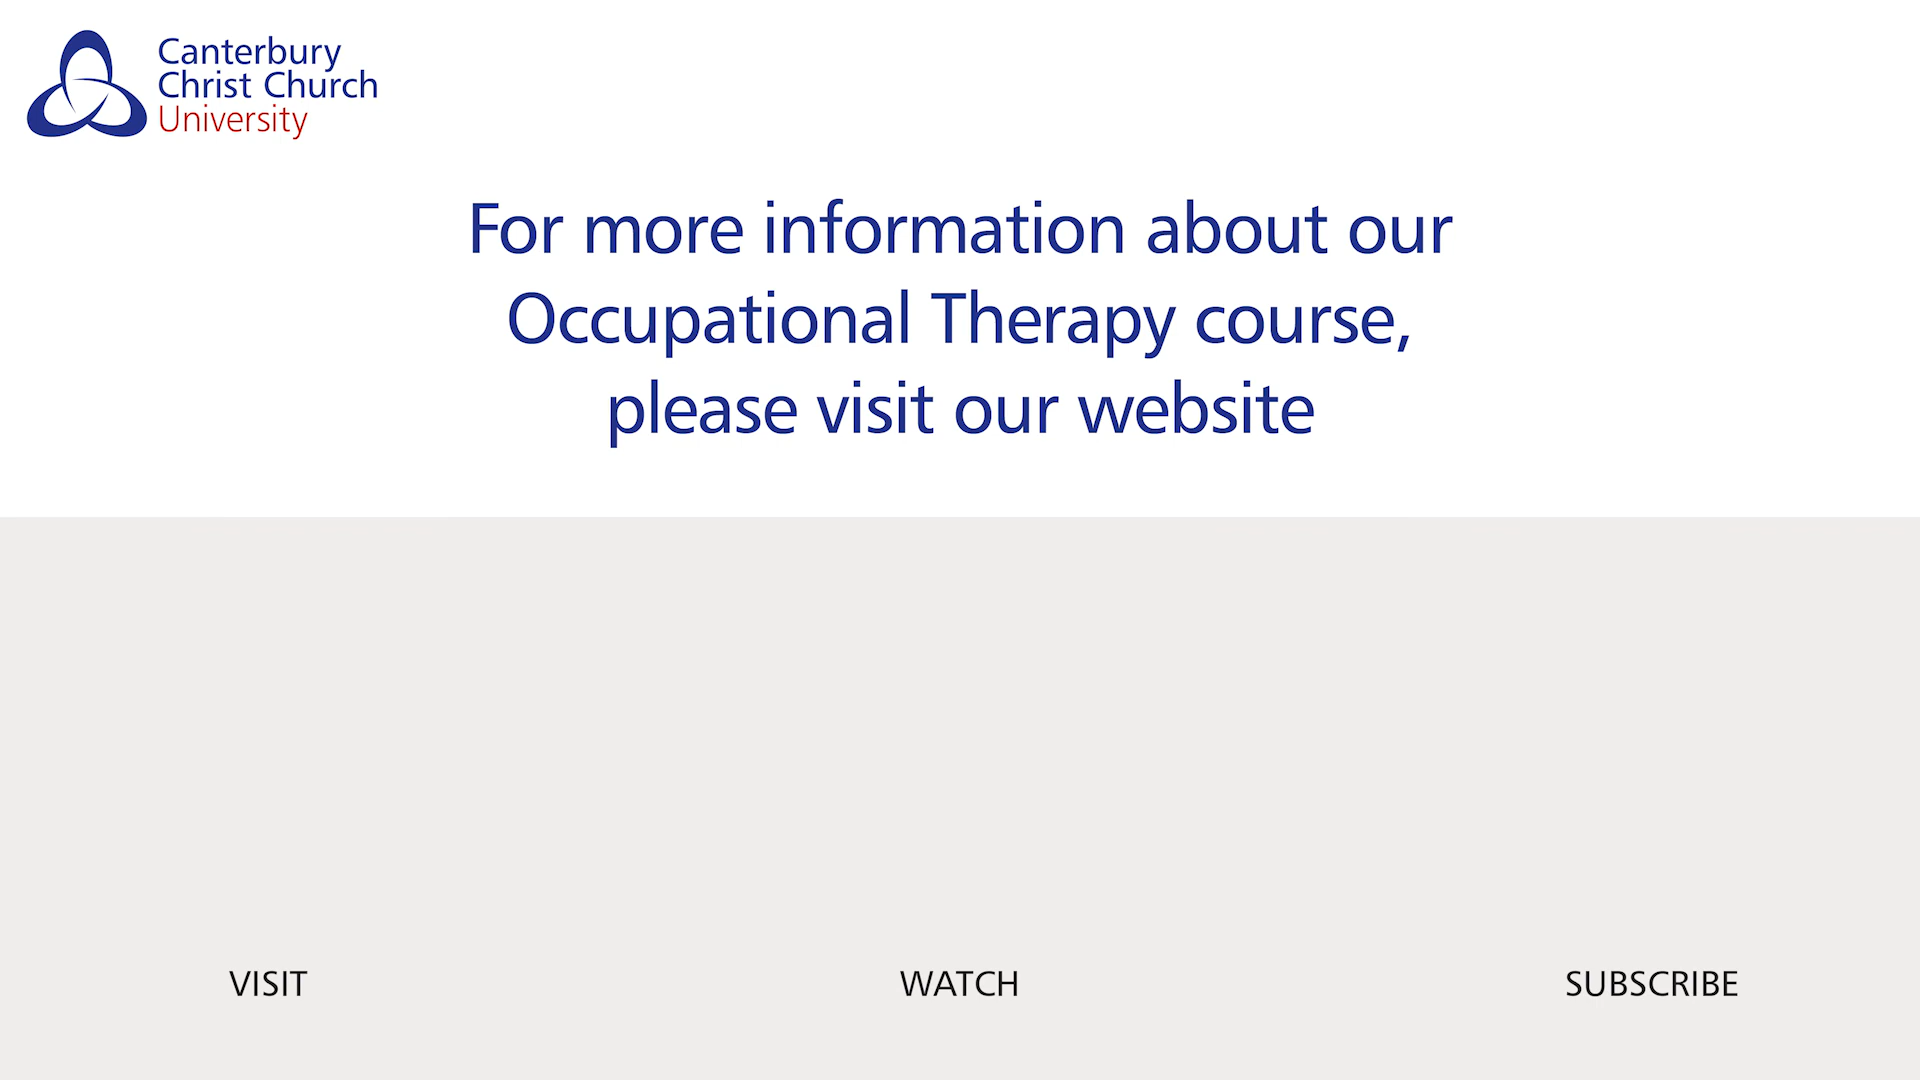 Canterbury
Christ Church
University
For more information about our
Occupational Therapy course,
please visit our website
VISIT
WATCH
SUBSCRIBE